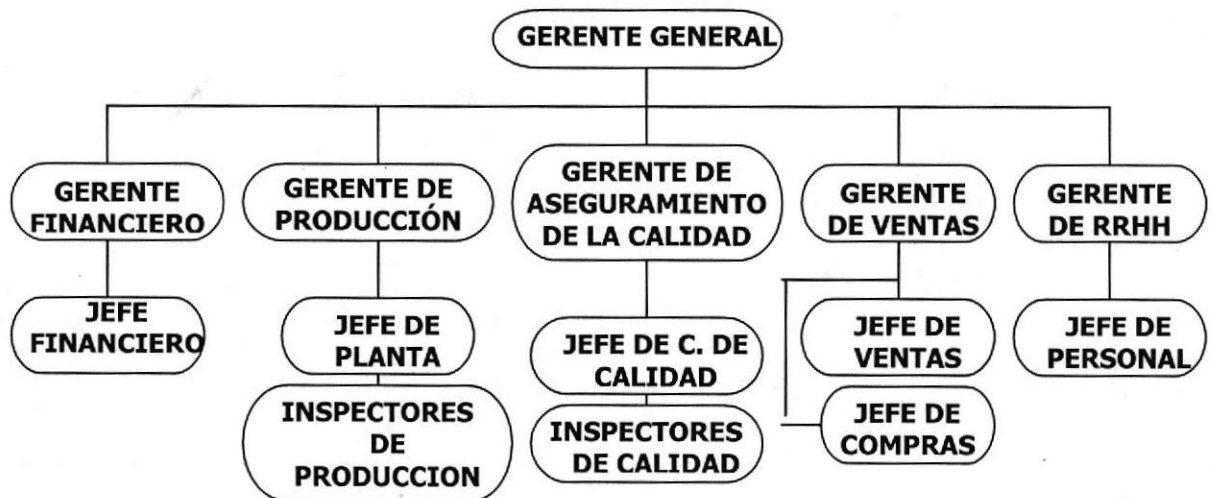 GERENTE GENERAL
GERENTE
FINANCIERO
GERENTE DE
PRODUCCIÓN
GERENTE DE
ASEGURAMIENTO
DE LA CALIDAD
GERENTE
DE VENTAS
GERENTE
DE RRHH
JEFE
FINANCIERO
JEFE DE
PLANTA
JEFE DE C. DE
CALIDAD
JEFE DE
VENTAS
JEFE DE
PERSONAL
INSPECTORES
DE
PRODUCCION
INSPECTORES
DE CALIDAD
JEFE DE
COMPRAS